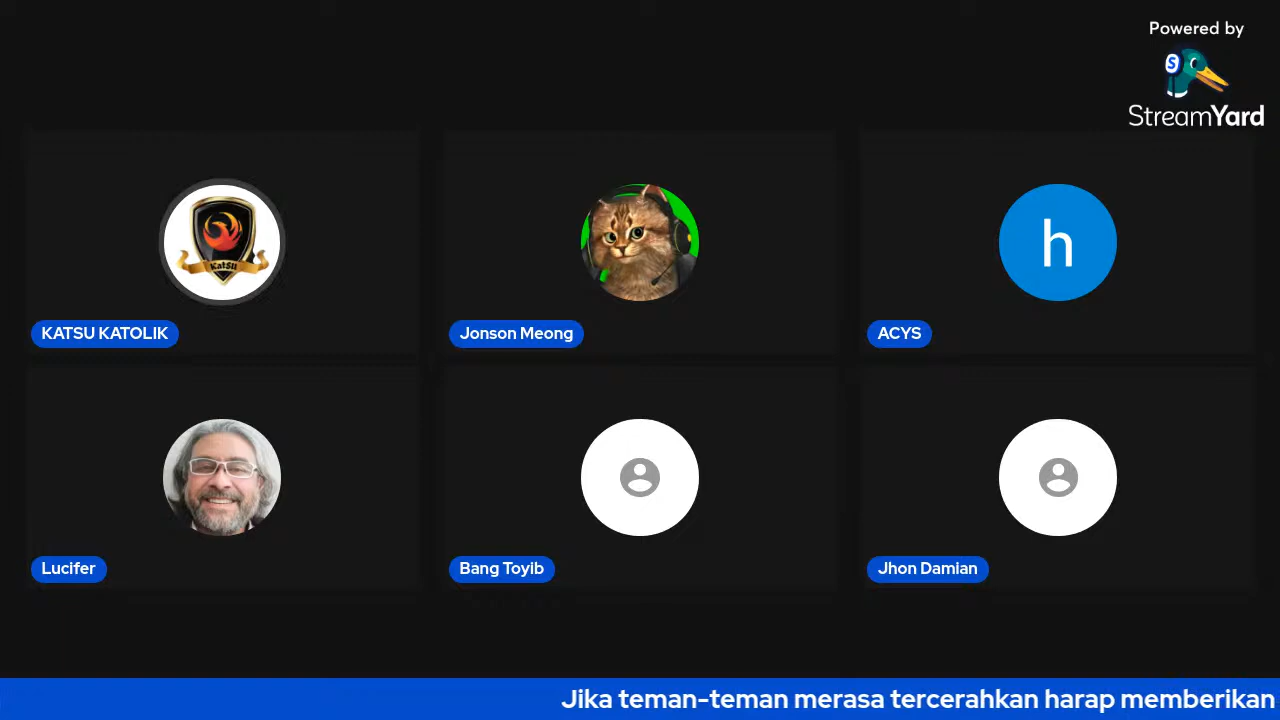 Powered by
StreamYard
S
KatSu
KATSU KATOLIK
Jonson Meong
h
ACYS
Lucifer
Bang Toyib
Jhon Damian
Jika teman-teman merasa tercerahkan harap memberikan